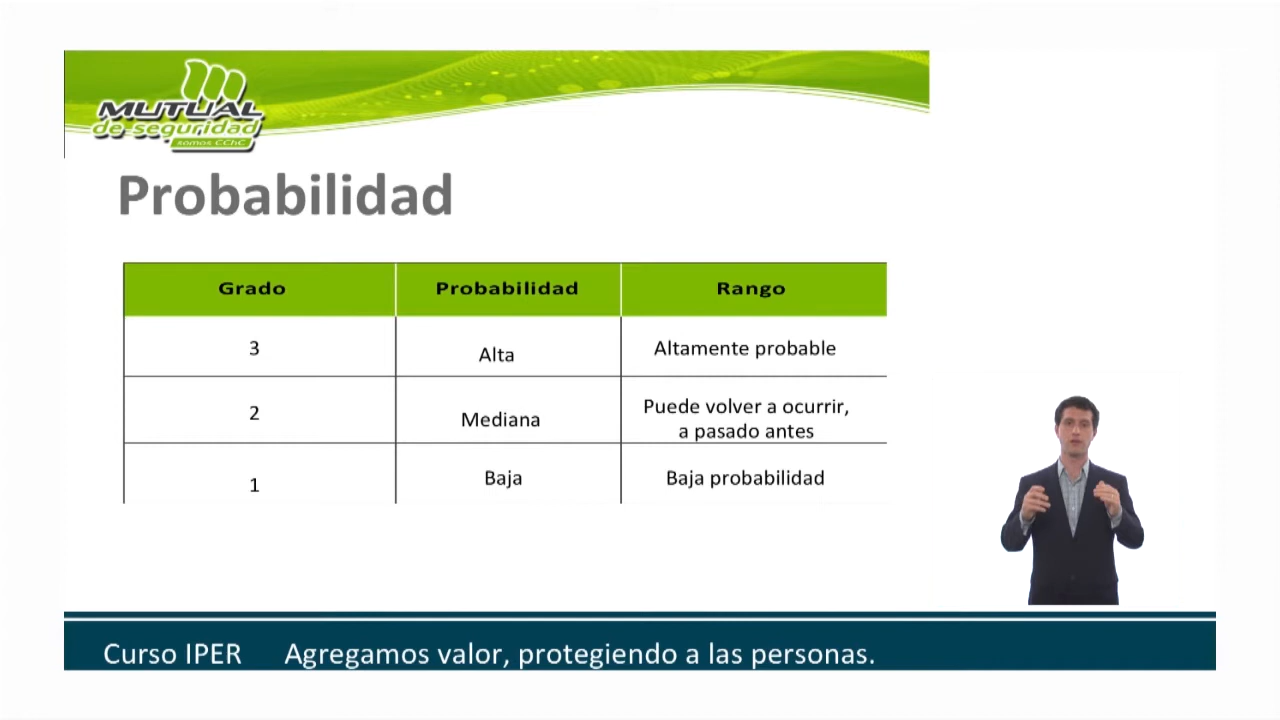 MUTUAL
de seguridad
somos CChC
Probabilidad
Grado Probabilidad Rango
3 Alta Altamente probable
2 Mediana Puede volver a ocurrir,
a pasado antes
1 Baja Baja probabilidad
Curso IPER Agregamos valor, protegiendo a las personas.